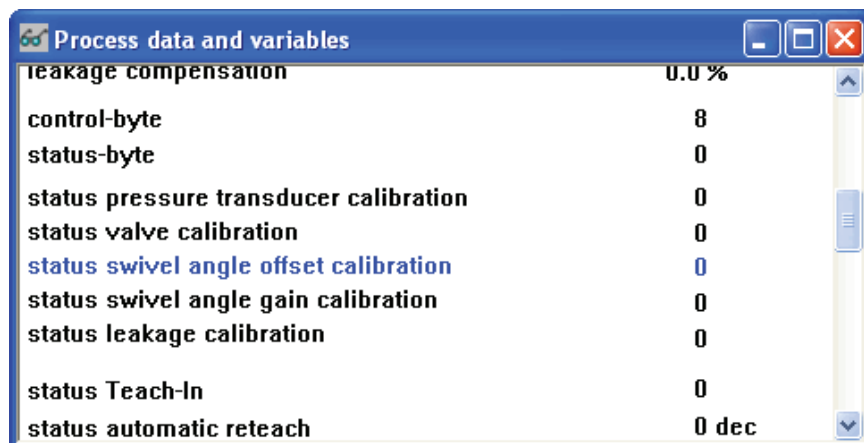 Process data and variables
leakage compensation 0.0 %
control-byte 8
status-byte 0
status pressure transducer calibration 0
status valve calibration 0
status swivel angle offset calibration 0
status swivel angle gain calibration 0
status leakage calibration 0
status Teach-In 0
status automatic reteach 0 dec